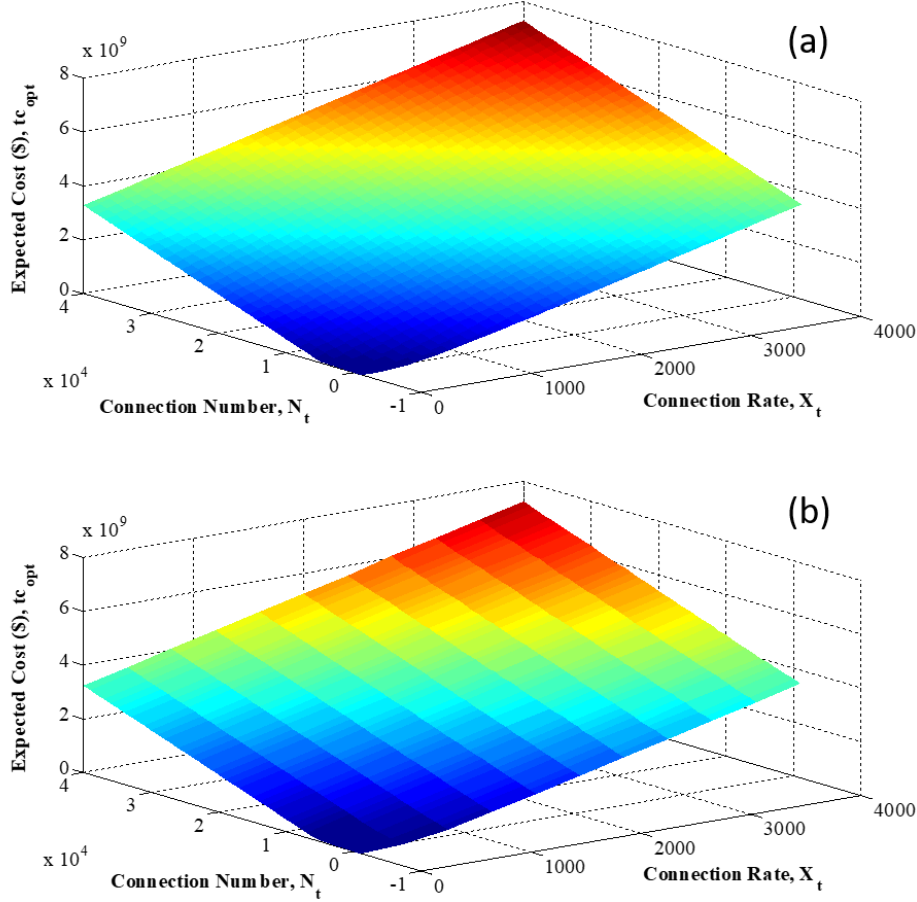 (a)
x 10^9
8
6
4
2
0
Expected Cost ($), tc_opt
4
3
2
1
0
-1
x 10^4
Connection Number, N_t
0
1000
2000
3000
4000
Connection Rate, X_t
(b)
x 10^9
8
6
4
2
0
Expected Cost ($), tc_opt
4
3
2
1
0
-1
x 10^4
Connection Number, N_t
0
1000
2000
3000
4000
Connection Rate, X_t